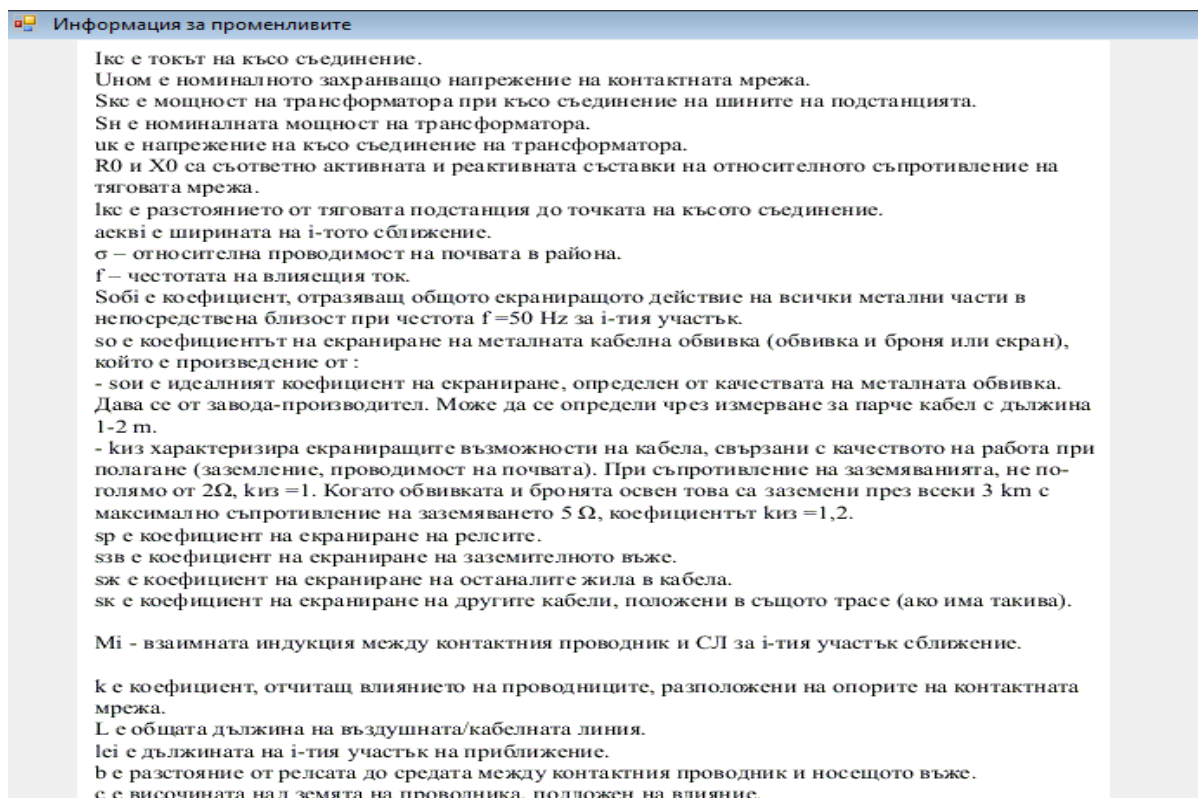 Информация за променливите
Iкс е токът на късо съединение.
Uном е номиналното захранващо напрежение на контактната мрежа.
Sкс е мощност на трансформатора при късо съединение на шините на подстанцията.
Sн е номиналната мощност на трансформатора.
uк е напрежение на късо съединение на трансформатора.
R0 и X0 са съответно активната и реактивната съставки на относителното съпротивление на
тяговата мрежа.
lкс е разстоянието от тяговата подстанция до точката на късото съединение.
аеквi е ширината на i-тото сближение.
σ – относителна проводимост на почвата в района.
f – честотата на влияещия ток.
Sобi е коефициент, отразяващ общото екраниращото действие на всички метални части в
непосредствена близост при честота f =50 Hz за i-тия участък.
sо е коефициентът на екраниране на металната кабелна обвивка (обвивка и броня или екран),
който е произведение от :
- sои е идеалният коефициент на екраниране, определен от качествата на металната обвивка.
Дава се от завода-производител. Може да се определи чрез измерване за парче кабел с дължина
1-2 m.
- kиз характеризира екраниращите възможности на кабела, свързани с качеството на работа при
полагане (заземление, проводимост на почвата). При съпротивление на заземяванията, не по-
голямо от 2Ω, kиз =1. Когато обвивката и бронята освен това са заземени през всеки 3 km с
максимално съпротивление на заземяването 5 Ω, коефициентът kиз =1,2.
sр е коефициент на екраниране на релсите.
sзв е коефициент на екраниране на заземителното въже.
sж е коефициент на екраниране на останалите жила в кабела.
sк е коефициент на екраниране на другите кабели, положени в същото трасе (ако има такива).
Mi - взаимната индукция между контактния проводник и СЛ за i-тия участък сближение.
k е коефициент, отчитащ влиянието на проводниците, разположени на опорите на контактната
мрежа.
L е общата дължина на въздушната/кабелната линия.
lei е дължината на i-тия участък на приближение.
b е разстояние от релсата до средата между контактния проводник и носещото въже.
с е височината над земята на проводника, подложен на влияние.